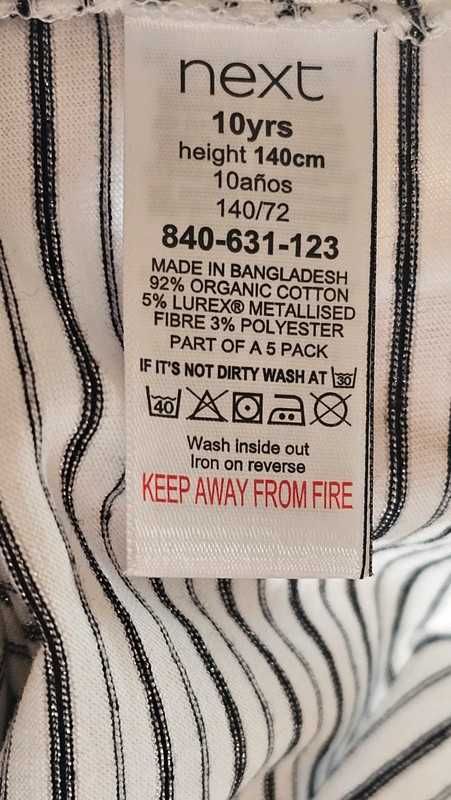 next
10yrs
height 140cm
10años
140/72
840-631-123
MADE IN BANGLADESH
92% ORGANIC COTTON
5% LUREX® METALLISED
FIBRE 3% POLYESTER
PART OF A 5 PACK
IF IT'S NOT DIRTY WASH AT 30
40
Wash inside out
Iron on reverse
KEEP AWAY FROM FIRE